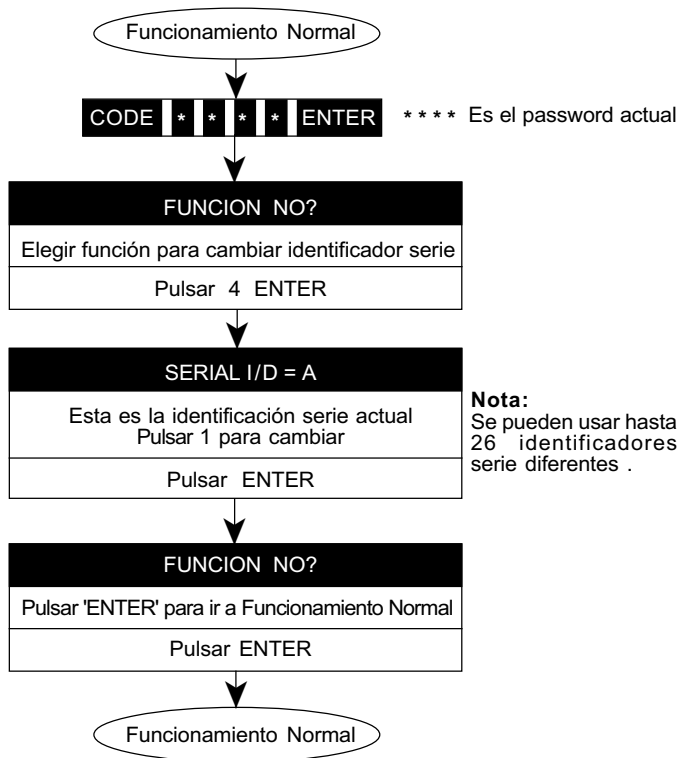 Funcionamiento Normal
CODE * * * * ENTER **** Es el password actual
FUNCION NO?
Elegir función para cambiar identificador serie
Pulsar 4 ENTER
SERIAL I/D = A
Esta es la identificación serie actual
Pulsar 1 para cambiar
Pulsar ENTER
Nota:
Se pueden usar hasta
26 identificadores
serie diferentes .
FUNCION NO?
Pulsar 'ENTER' para ir a Funcionamiento Normal
Pulsar ENTER
Funcionamiento Normal